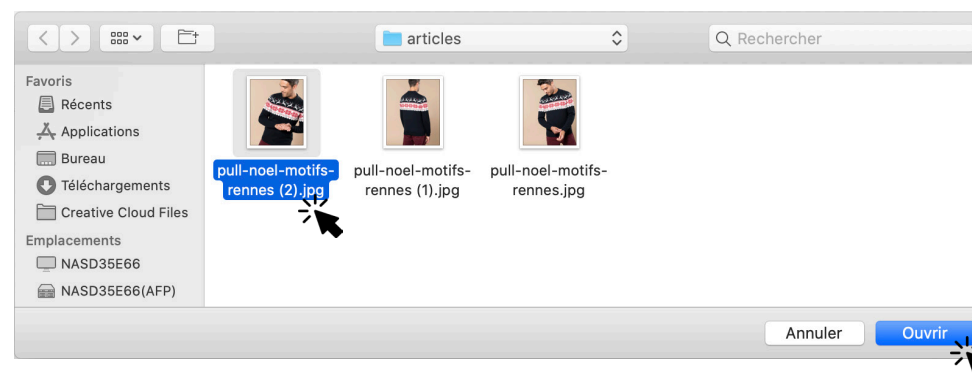 articles
Rechercher
Favoris
Récents
Applications
Bureau
Téléchargements
Creative Cloud Files
Emplacements
NASD35E66
NASD35E66(AFP)
pull-noel-motifs-
rennes (2).jpg
pull-noel-motifs-
rennes (1).jpg
pull-noel-motifs-
rennes.jpg
Annuler
Ouvrir